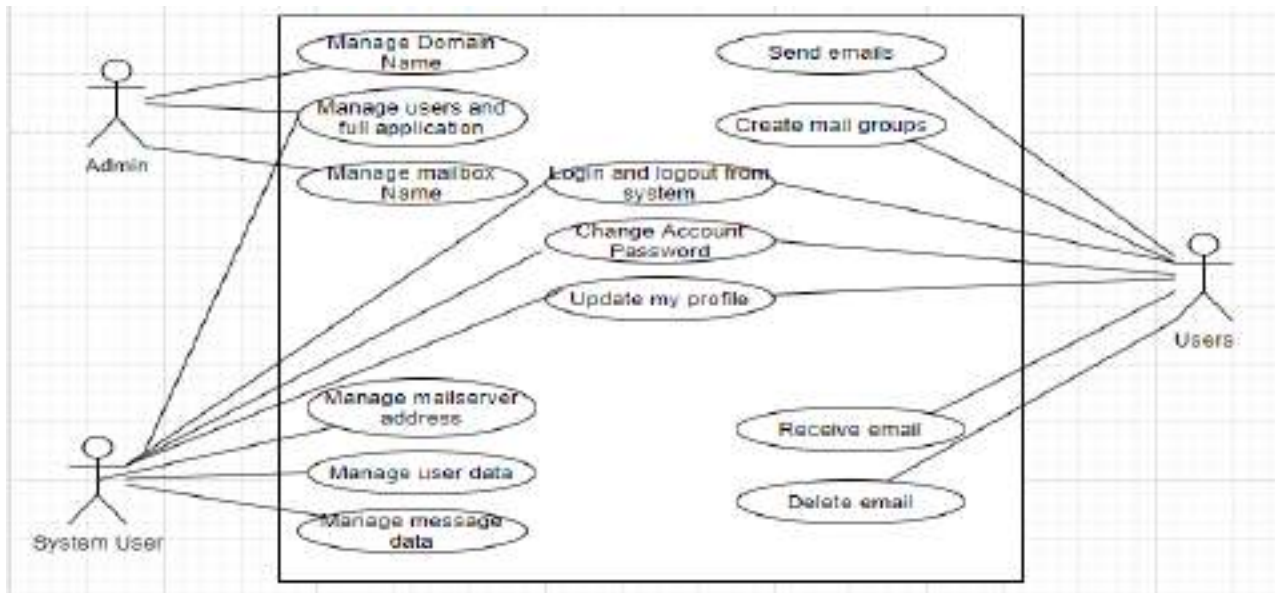 Manage Domain
Name
Send emails
Manage users and
full application
Create mail groups
Admin
Manage mailbox
Name
Login and logout from
system
Change Account
Password
Update my profile
Users
Manage mailserver
address
Receive email
Manage user data
Delete email
Manage message
data
System User